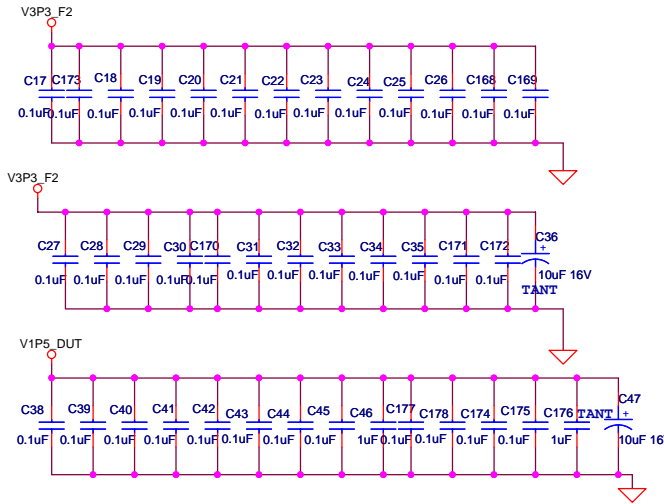 V3P3_F2
C17 C173 C18 C19 C20 C21 C22 C23 C24 C25 C26 C168 C169
0.1uF 0.1uF 0.1uF 0.1uF 0.1uF 0.1uF 0.1uF 0.1uF 0.1uF 0.1uF 0.1uF 0.1uF 0.1uF
V3P3_F2
C27 C28 C29 C30 C170 C31 C32 C33 C34 C35 C171 C172 C36
+
0.1uF 0.1uF 0.1uF 0.1uF 0.1uF 0.1uF 0.1uF 0.1uF 0.1uF 0.1uF 0.1uF 0.1uF 10uF 16V
TANT
V1P5_DUT
C38 C39 C40 C41 C42 C43 C44 C45 C46 C177 C178 C174 C175 C176 TANT C47
+
0.1uF 0.1uF 0.1uF 0.1uF 0.1uF 0.1uF 0.1uF 0.1uF 1uF 0.1uF 0.1uF 0.1uF 0.1uF 1uF 10uF 16